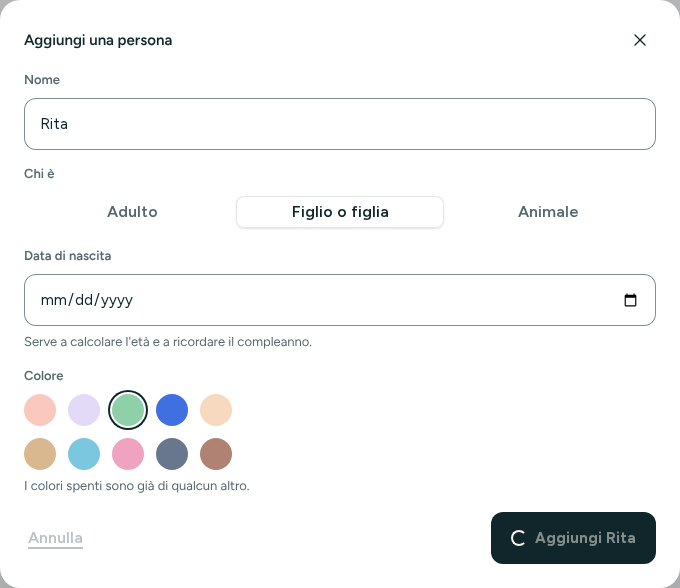 Aggiungi una persona
Nome
Rita
Chi è
Adulto
Figlio o figlia
Animale
Data di nascita
mm/dd/yyyy
Serve a calcolare l'età e a ricordare il compleanno.
Colore
I colori spenti sono già di qualcun altro.
Annulla
Aggiungi Rita